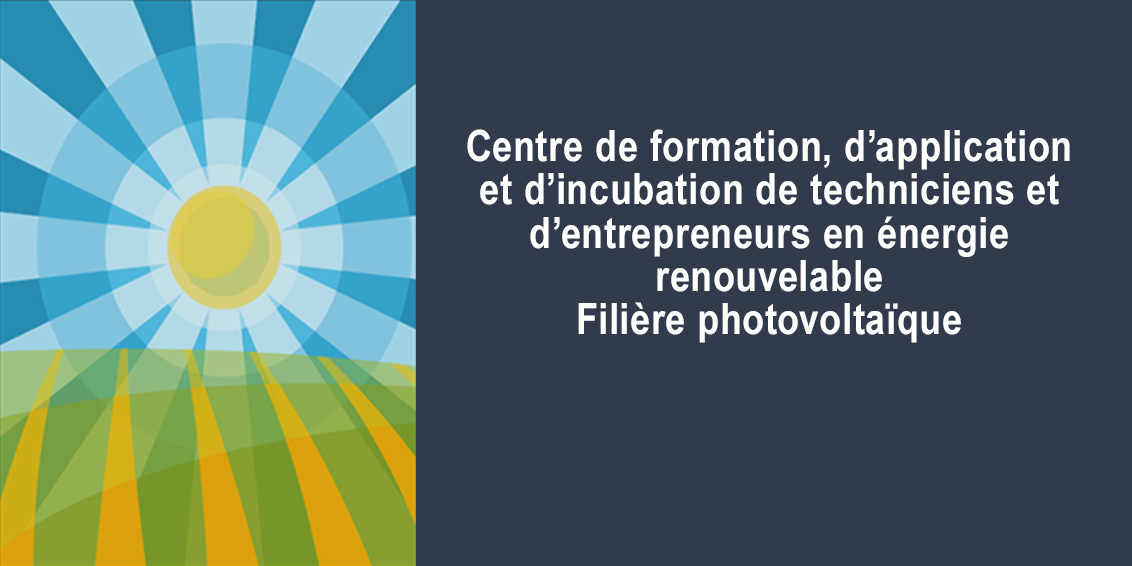 Centre de formation, d’application
et d’incubation de techniciens et
d’entrepreneurs en énergie
renouvelable
Filière photovoltaïque